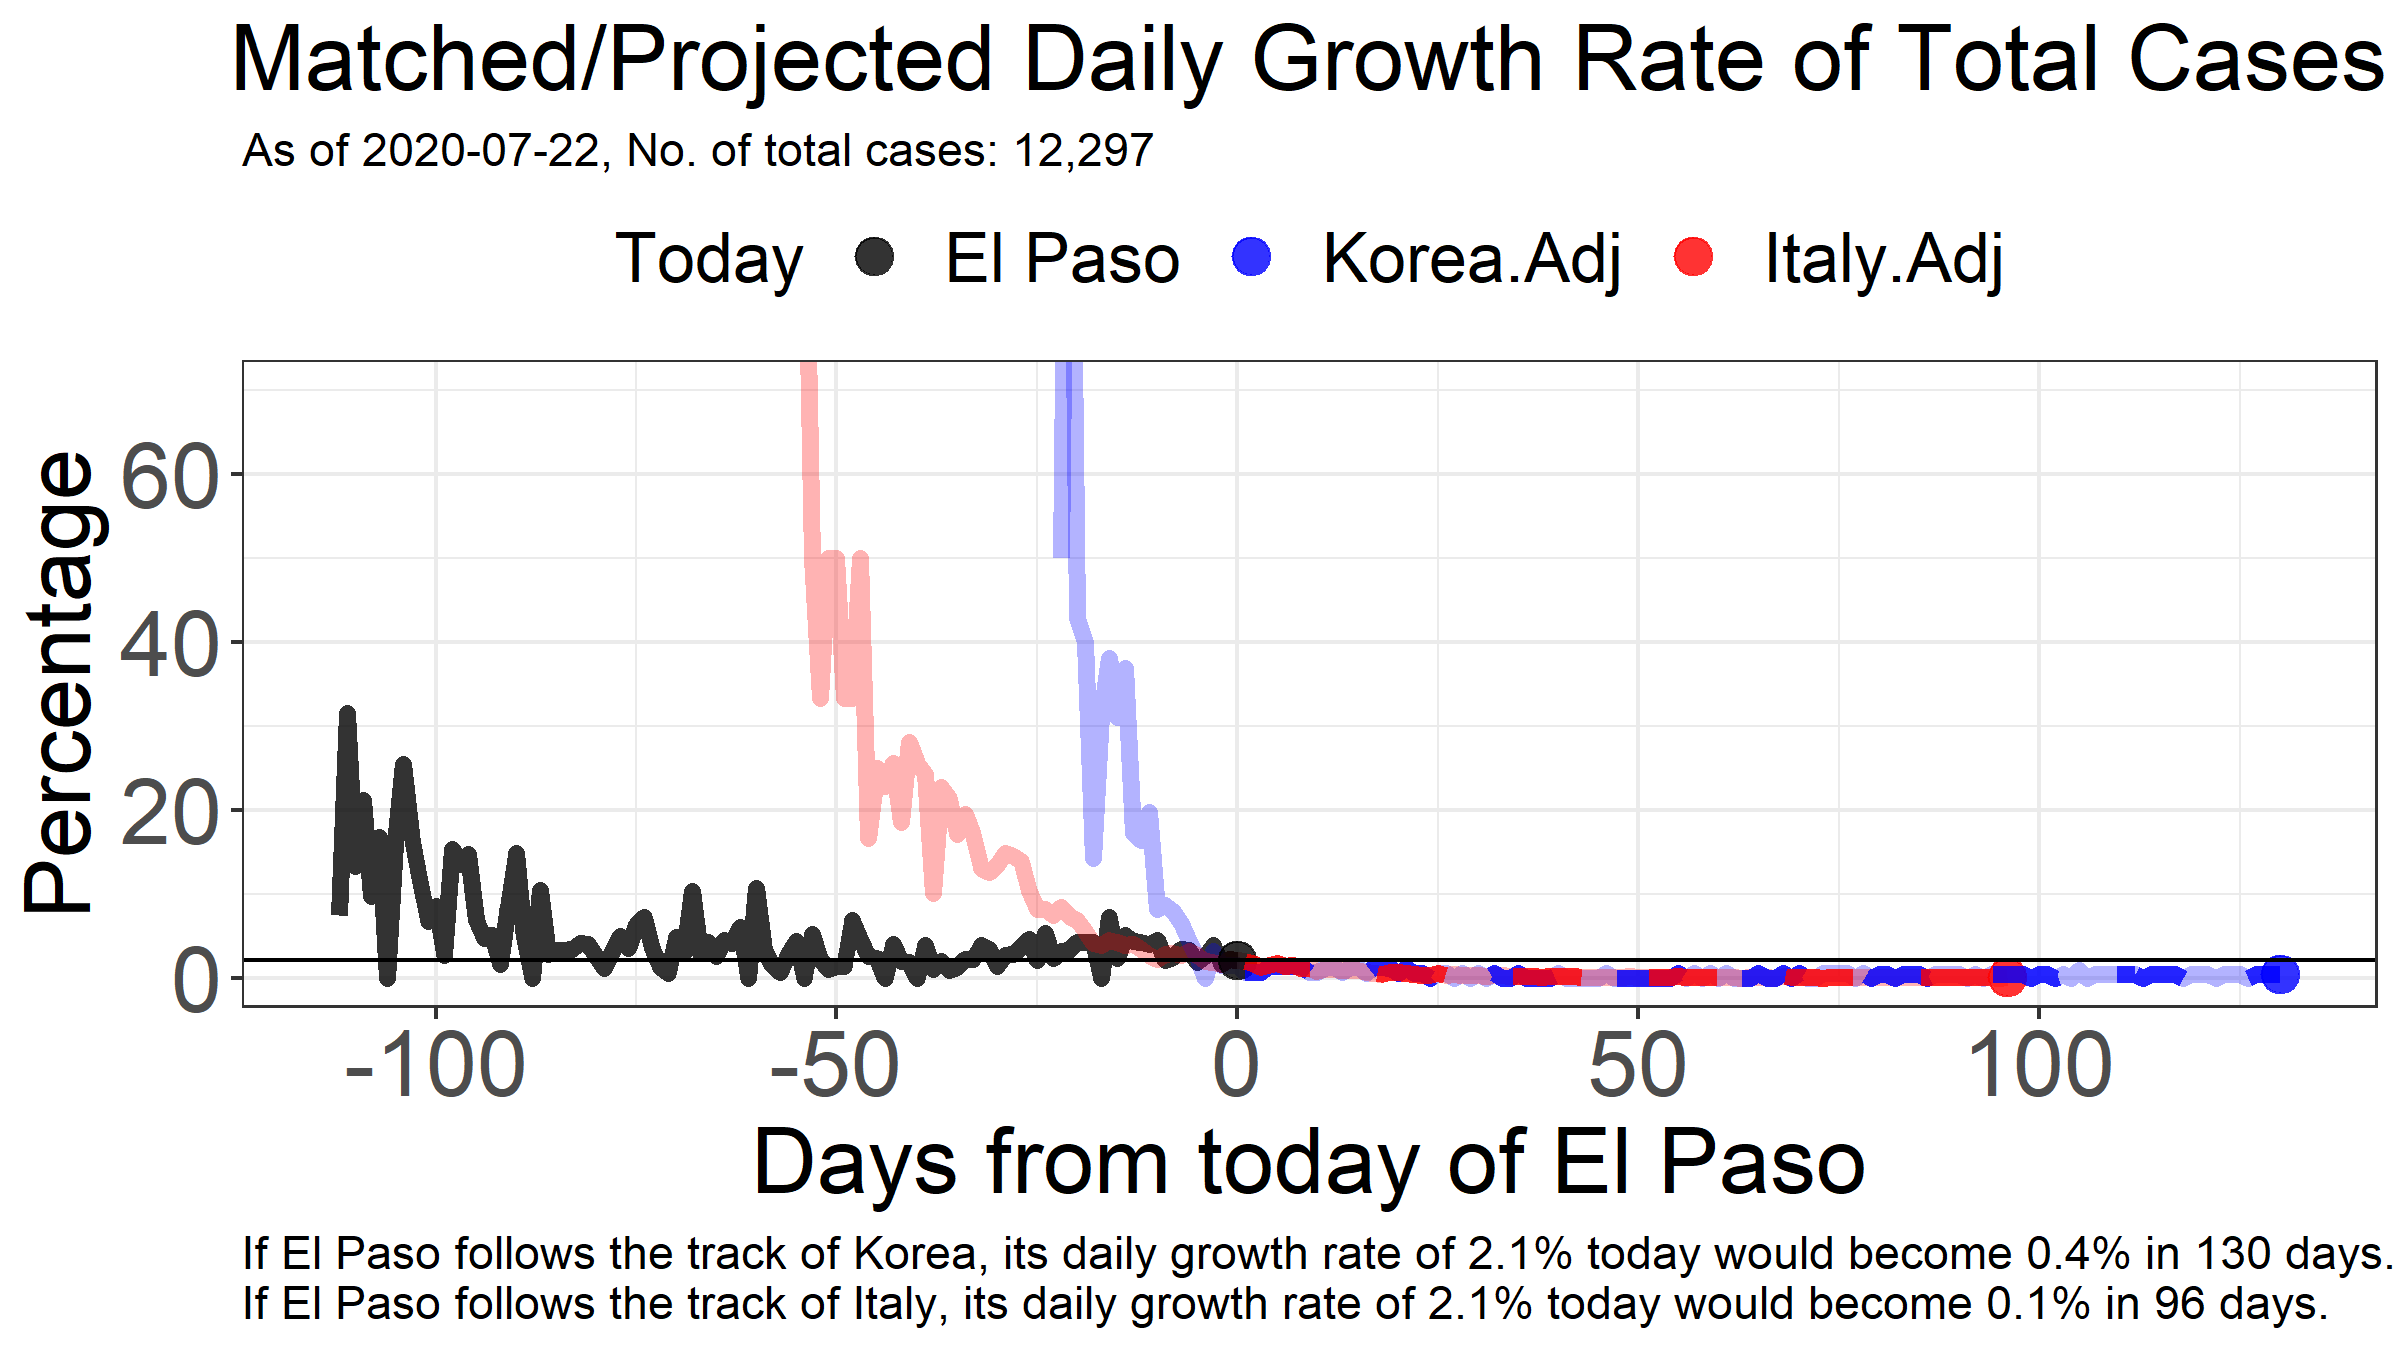 Matched/Projected Daily Growth Rate of Total Cases
As of 2020-07-22, No. of total cases: 12,297
Today El Paso Korea.Adj Italy.Adj
Percentage
60
40
20
0
-100 -50 0 50 100
Days from today of El Paso
If El Paso follows the track of Korea, its daily growth rate of 2.1% today would become 0.4% in 130 days.
If El Paso follows the track of Italy, its daily growth rate of 2.1% today would become 0.1% in 96 days.